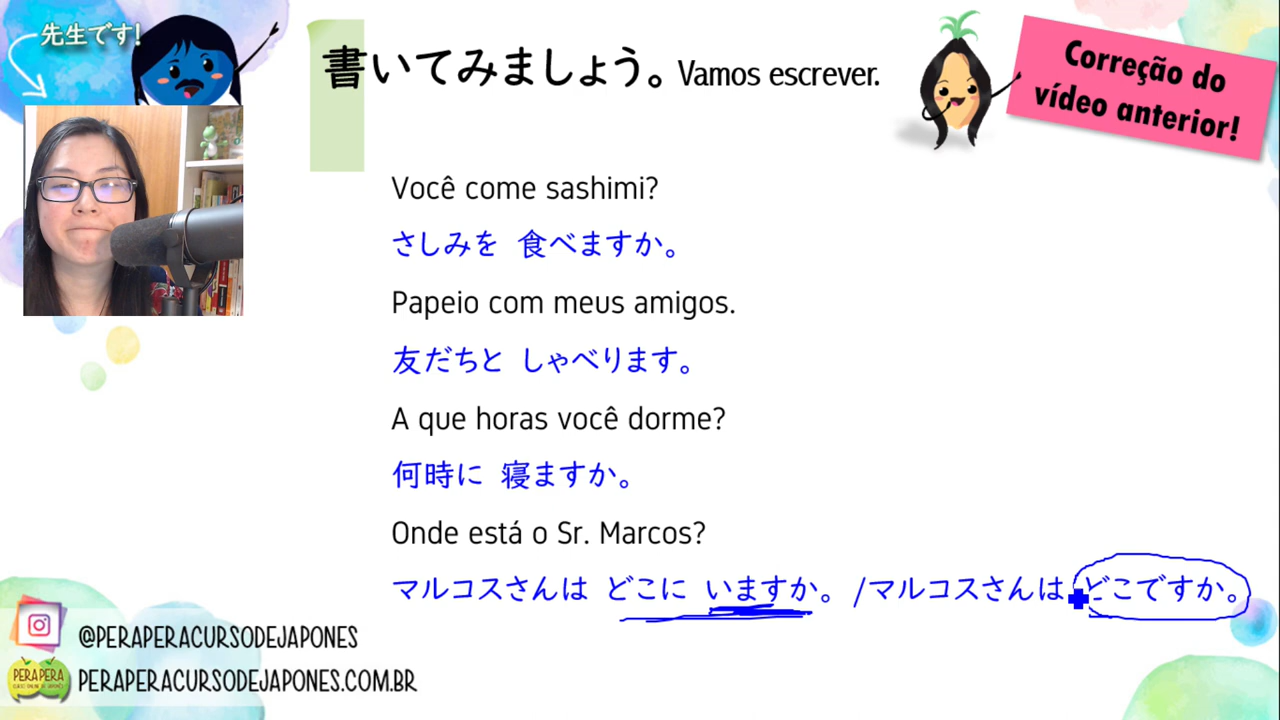 先生です!
書いてみましょう。Vamos escrever.
Correção do
vídeo anterior!
Você come sashimi?
さしみを 食べますか。
Papeio com meus amigos.
友だちと しゃべります。
A que horas você dorme?
何時に 寝ますか。
Onde está o Sr. Marcos?
マルコスさんは どこに いますか。/マルコスさんは どこですか。
@PERAPERACURSODEJAPONES
PERAPERA
PERAPERACURSODEJAPONES.COM.BR